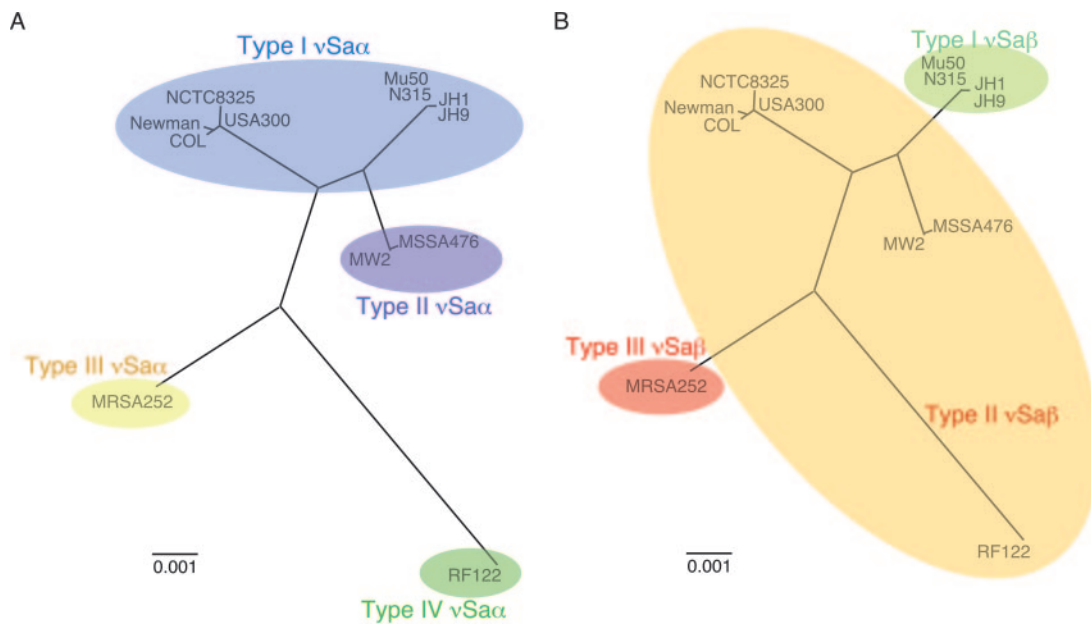 A
Type I νSaα
Mu50
NCTC8325
N315
JH1
Newman
USA300
JH9
COL
MSSA476
MW2
Type II νSaα
Type III νSaα
MRSA252
0.001
RF122
Type IV νSaα
B
Type I νSaβ
Mu50
NCTC8325
N315
JH1
Newman
USA300
JH9
COL
MSSA476
MW2
Type III νSaβ
MRSA252
Type II νSaβ
RF122
0.001